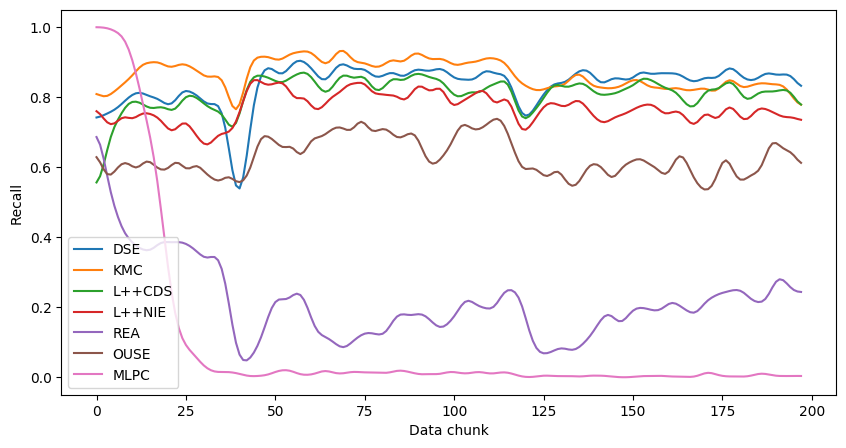 1.0
0.8
0.6
0.4
0.2
0.0
Recall
DSE
KMC
L++CDS
L++NIE
REA
OUSE
MLPC
0 25 50 75 100 125 150 175 200
Data chunk